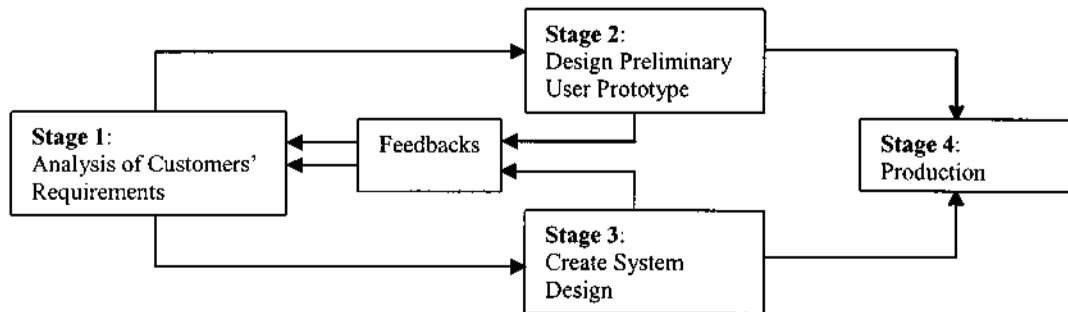 Stage 2:
Design Preliminary
User Prototype
Stage 1:
Analysis of Customers'
Requirements
Feedbacks
Stage 4:
Production
Stage 3:
Create System
Design